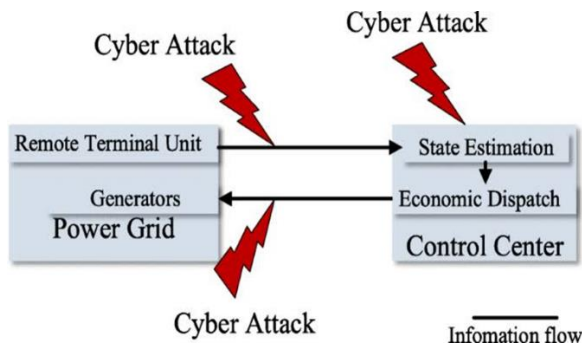 Cyber Attack
Cyber Attack
Remote Terminal Unit
State Estimation
Generators
Economic Dispatch
Power Grid
Control Center
Cyber Attack
Infomation flow